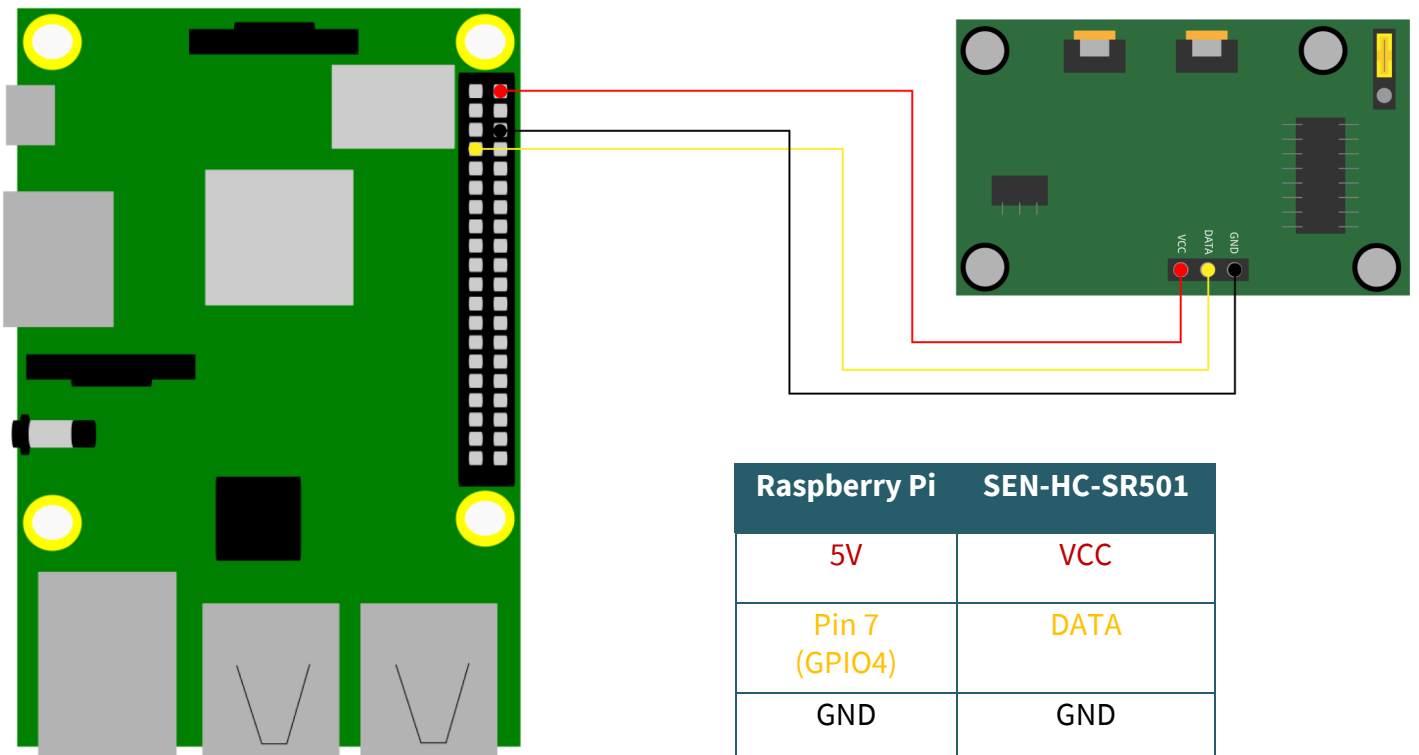 VCC
DATA
GND
Raspberry Pi SEN-HC-SR501
5V VCC
Pin 7 DATA
(GPIO4)
GND GND